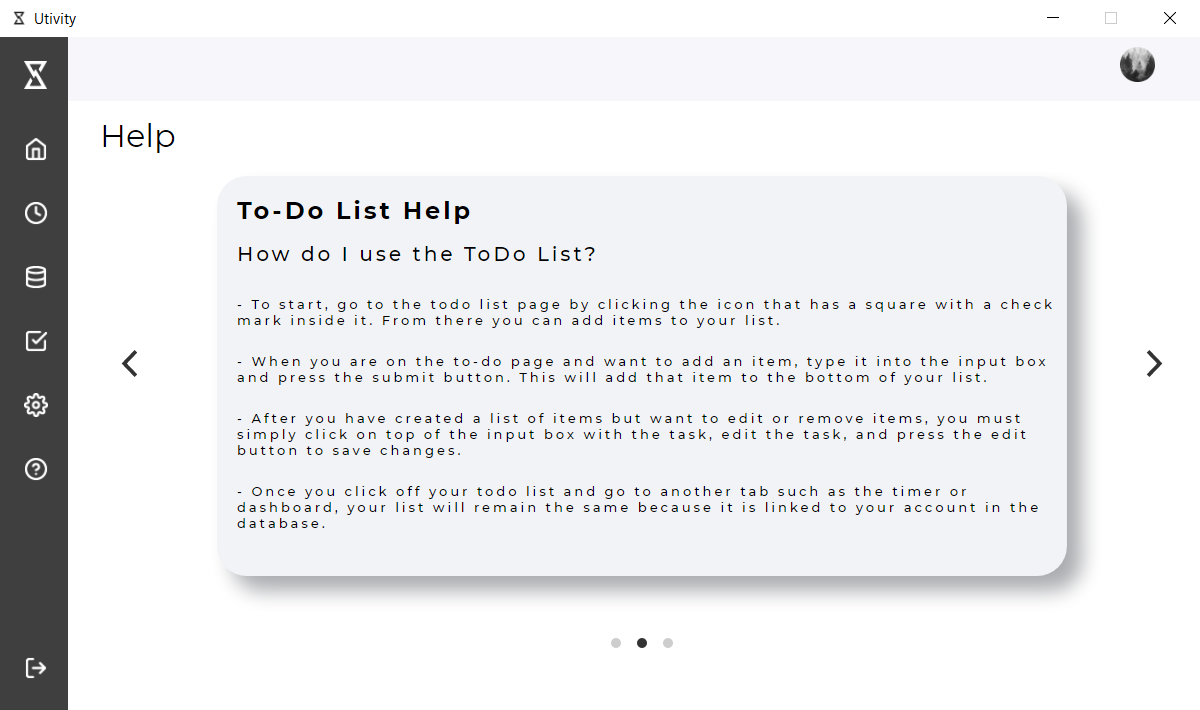 Utivity
Help
To-Do List Help
How do I use the ToDo List?
- To start, go to the todo list page by clicking the icon that has a square with a check
mark inside it. From there you can add items to your list.
- When you are on the to-do page and want to add an item, type it into the input box
and press the submit button. This will add that item to the bottom of your list.
- After you have created a list of items but want to edit or remove items, you must
simply click on top of the input box with the task, edit the task, and press the edit
button to save changes.
- Once you click off your todo list and go to another tab such as the timer or
dashboard, your list will remain the same because it is linked to your account in the
database.